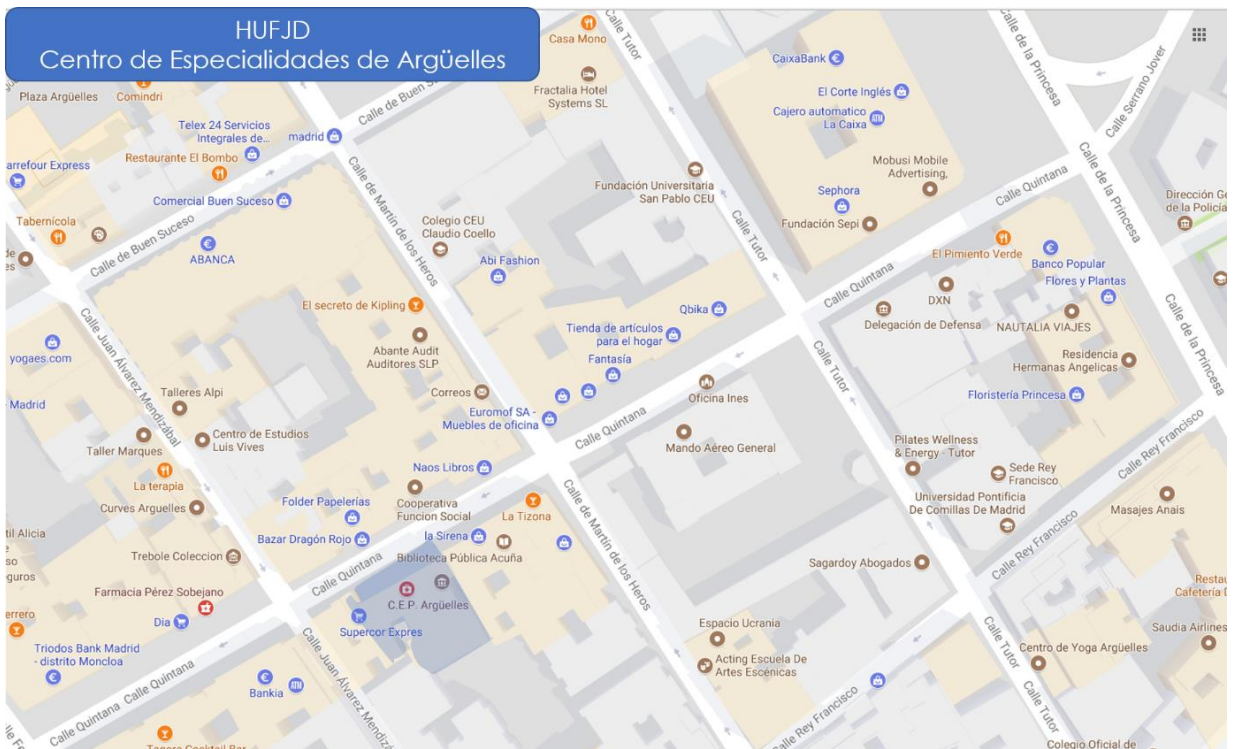 HUFJD
Centro de Especialidades de Argüelles
Casa Mono
Calle Tutor
Calle de la Princesa
CaixaBank
Plaza Argüelles
Comindri
Fractalia Hotel
Systems SL
El Corte Inglés
Calle Serrano Jover
Calle de Buen Suceso
Cajero automatico
La Caixa
Telex 24 Servicios
Integrales de...
madrid
Restaurante El Bombo
arrefour Express
Mobusi Mobile
Advertising,
Calle de la Princesa
Calle Quintana
Fundación Universitaria
San Pablo CEU
Sephora
Dirección Ge
de la Policía
Comercial Buen Suceso
Calle de Martín de los Heros
Tabernícola
Colegio CEU
Claudio Coello
Fundación Sepi
Calle de Buen Suceso
ABANCA
Abi Fashion
Calle Tutor
El Pimiento Verde
Banco Popular
Flores y Plantas
Calle Quintana
El secreto de Kipling
DXN
Qbika
Delegación de Defensa
NAUTALIA VIAJES
Calle de la Princesa
Tienda de artículos
para el hogar
Fantasía
Abante Audit
Auditores SLP
yogaes.com
Calle Juan Álvarez Mendizábal
Residencia
Hermanas Angelicas
Calle Tutor
Talleres Alpi
Correos
Oficina Ines
Floristería Princesa
Madrid
Euromof SA -
Muebles de oficina
Calle Quintana
Centro de Estudios
Luis Vives
Taller Marques
Mando Aéreo General
Pilates Wellness
& Energy - Tutor
Calle Rey Francisco
Naos Libros
La terapia
Sede Rey
Francisco
Curves Arguelles
Folder Papelerías
Cooperativa
Funcion Social
La Tizona
Calle de Martín de los Heros
Universidad Pontificia
De Comillas De Madrid
Masajes Anais
til Alicia
Bazar Dragón Rojo
la Sirena
Trebole Coleccion
Biblioteca Pública Acuña
Calle Rey Francisco
Sagardoy Abogados
eguros
Calle Quintana
Farmacia Pérez Sobejano
C.E.P. Argüelles
Restau
Cafetería
errero
Dia
Supercor Expres
Espacio Ucrania
Saudia Airlines
Triodos Bank Madrid
- distrito Moncloa
Calle Juan Álvarez Mendizá
Acting Escuela De
Artes Escénicas
Calle Tutor
Centro de Yoga Argüelles
Calle Quintana
Calle Quintana
Bankia
Calle Rey Francisco
Calle Tutor
Colegio Oficial de